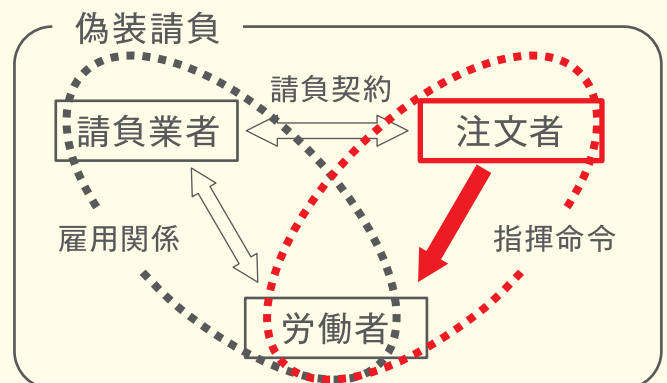 偽装請負
請負契約
請負業者
注文者
雇用関係
指揮命令
労働者